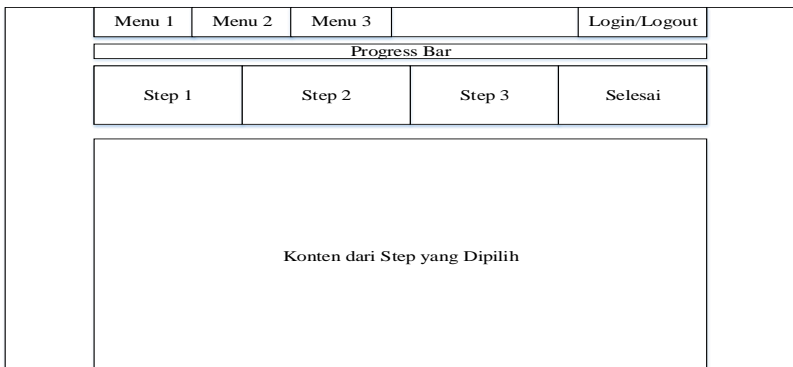 Menu 1 Menu 2 Menu 3 Login/Logout
Progress Bar
Step 1 Step 2 Step 3 Selesai
Konten dari Step yang Dipilih